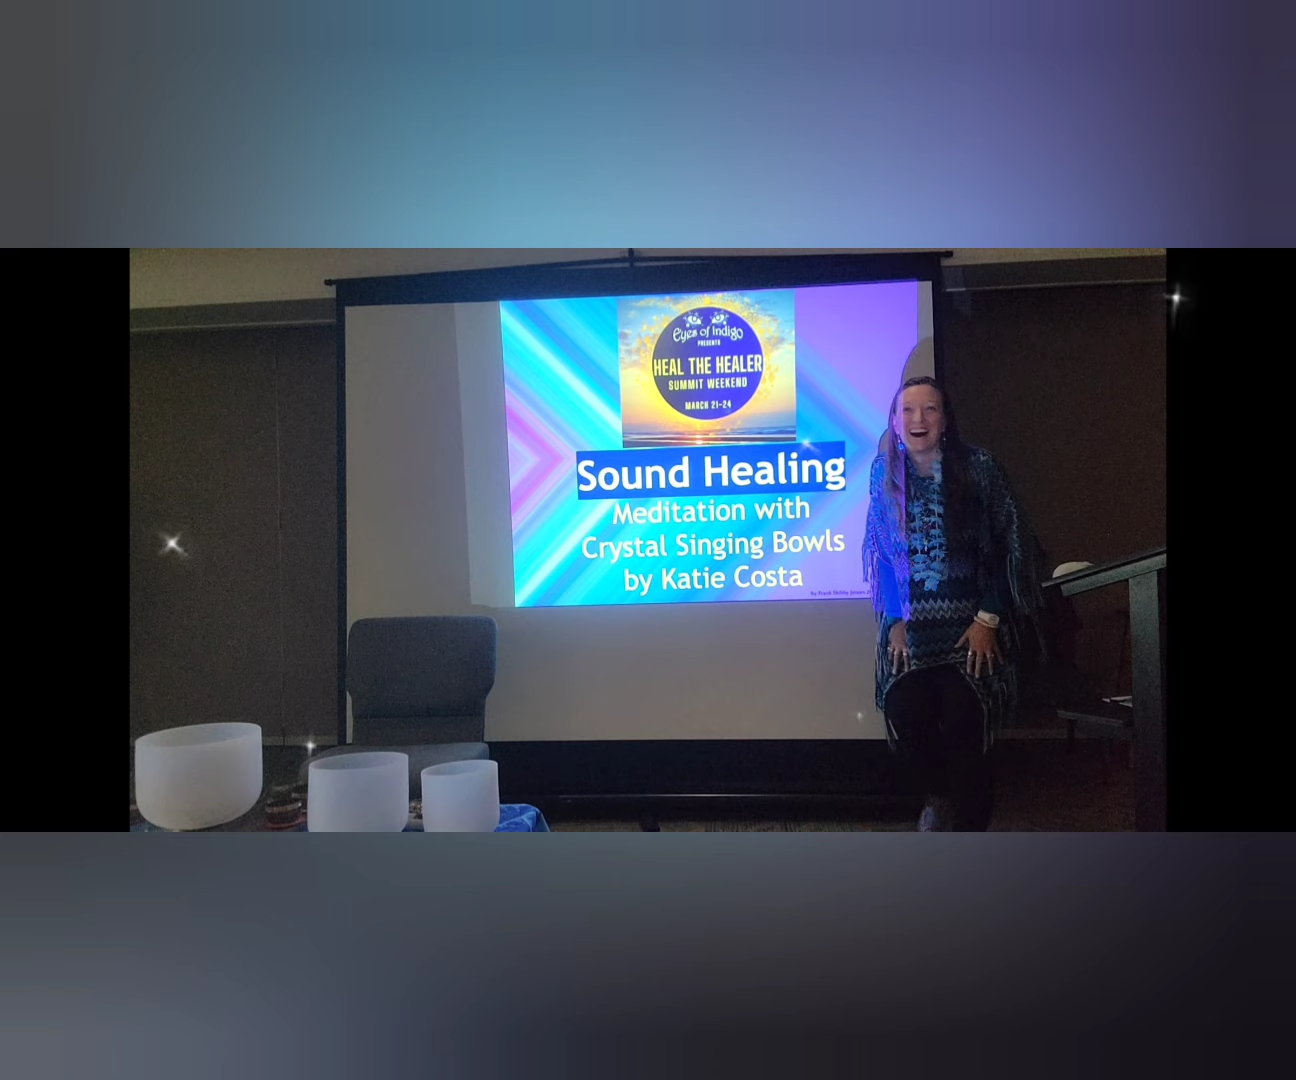 Eyes of Indigo
PRESENTS
HEAL THE HEALER
SUMMIT WEEKEND
MARCH 21-24
Sound Healing
Meditation with
Crystal Singing Bowls
by Katie Costa